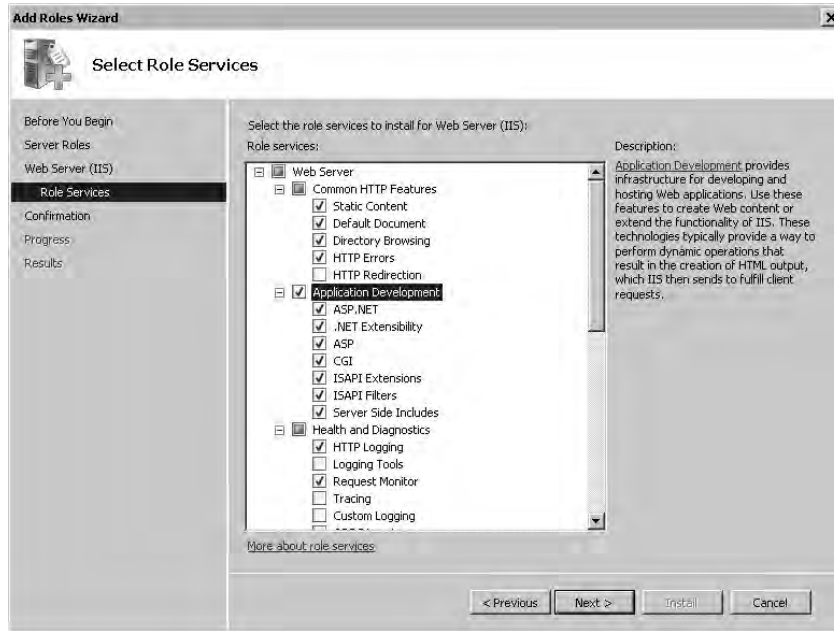 Add Roles Wizard
Select Role Services
Before You Begin
Server Roles
Web Server (IIS)
Role Services
Confirmation
Progress
Results
Select the role services to install for Web Server (IIS):
Role services:
Web Server
Common HTTP Features
Static Content
Default Document
Directory Browsing
HTTP Errors
HTTP Redirection
Application Development
ASP.NET
.NET Extensibility
ASP
CGI
ISAPI Extensions
ISAPI Filters
Server Side Includes
Health and Diagnostics
HTTP Logging
Logging Tools
Request Monitor
Tracing
Custom Logging
More about role services
Description:
Application Development provides
infrastructure for developing and
hosting Web applications. Use these
features to create Web content or
extend the functionality of IIS. These
technologies typically provide a way to
perform dynamic operations that
result in the creation of HTML output,
which IIS then sends to fulfill client
requests.
< Previous
Next >
Install
Cancel